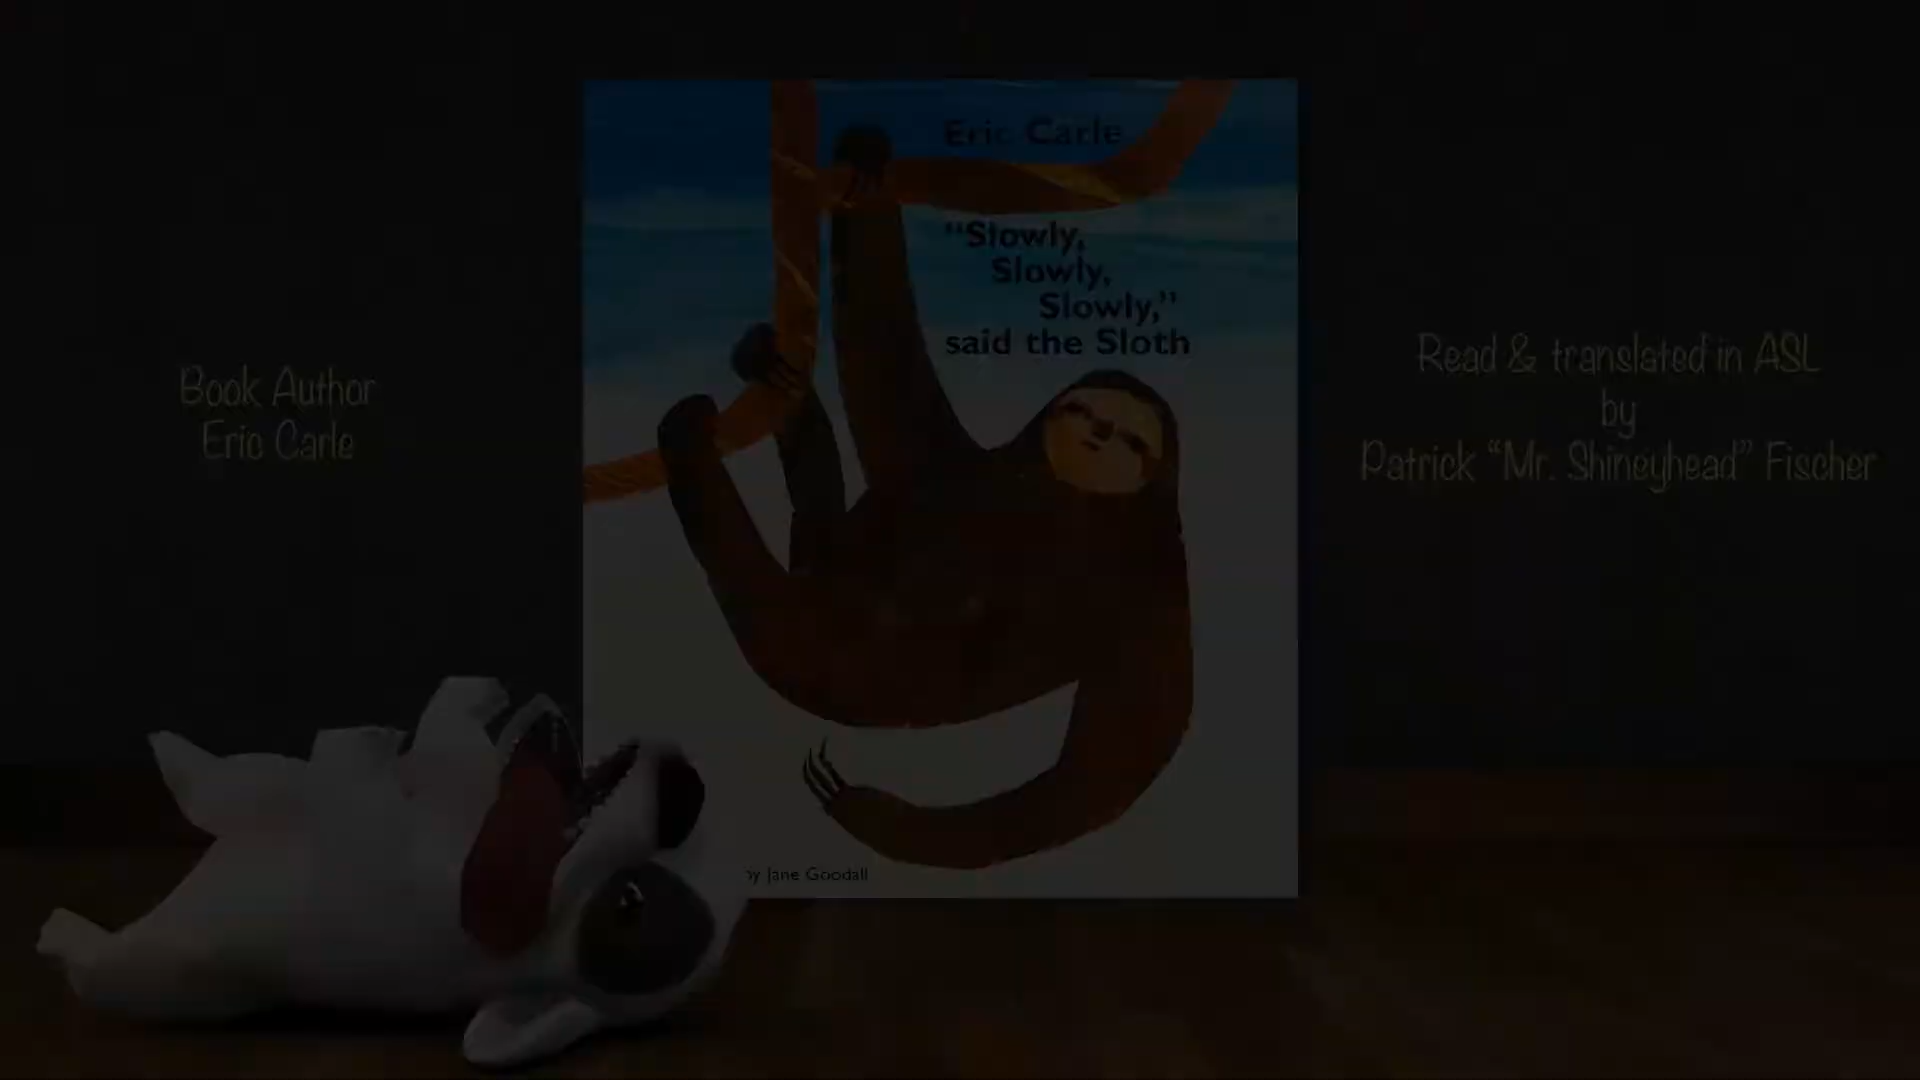 Eric Carle
"Slowly,
Slowly,
Slowly,"
said the Sloth
Book Author
Eric Carle
Read & translated in ASL
by
Patrick "Mr. Shineyhead" Fischer
by Jane Goodall